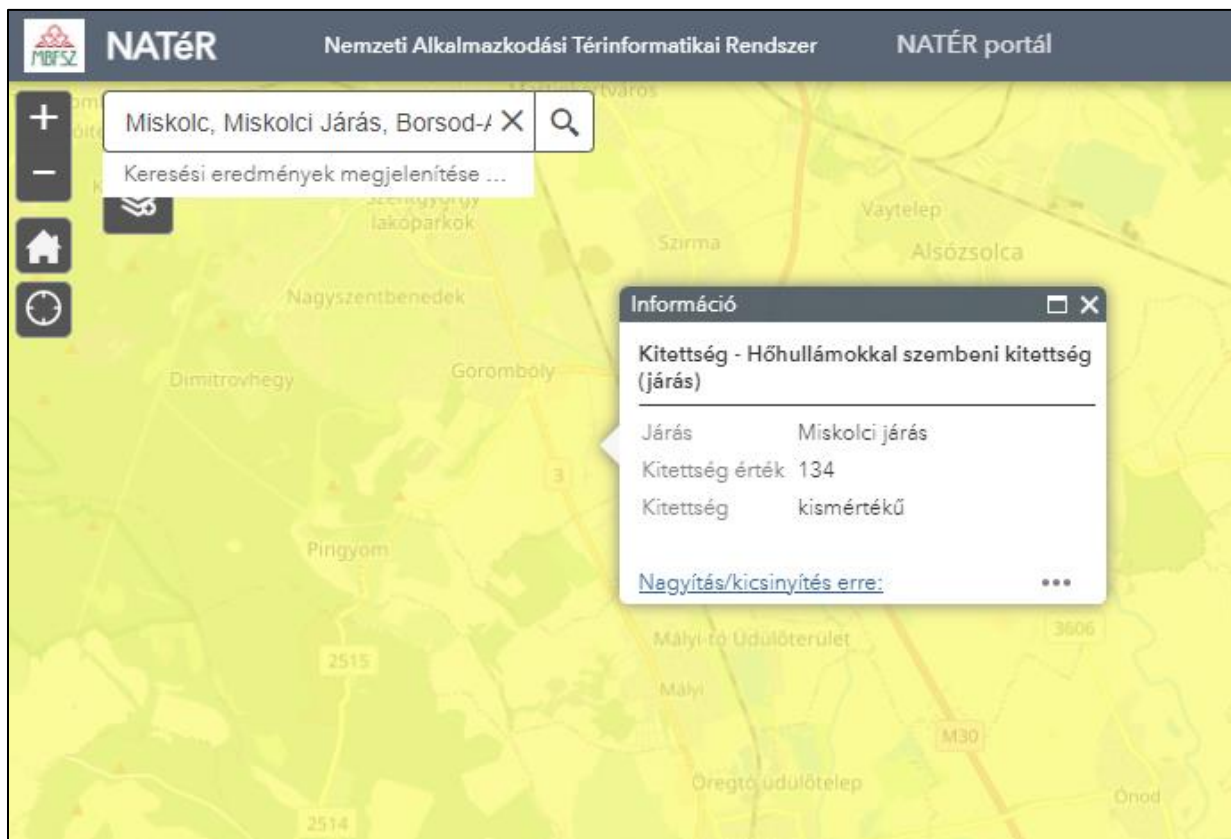 MBFSZ
NATéR
Nemzeti Alkalmazkodási Térinformatikai Rendszer
NATÉR portál
Miskolc, Miskolci Járás, Borsod-A
Keresési eredmények megjelenítése ...
lakóparkok
Vaytelep
Szirma
Alsózsolca
Nagyszentbenedek
Információ
Kitettség - Hőhullámokkal szembeni kitettség
(járás)
Dimitrovhegy
Görömböly
Járás Miskolci járás
Kitettség érték 134
3
Kitettség kismértékű
Pingyom
Nagyítás/kicsinyítés erre:
Mályi-tó Üdülőterület
3606
2515
Mályi
M30
Öregtó üdülőtelep
Ónod
2514